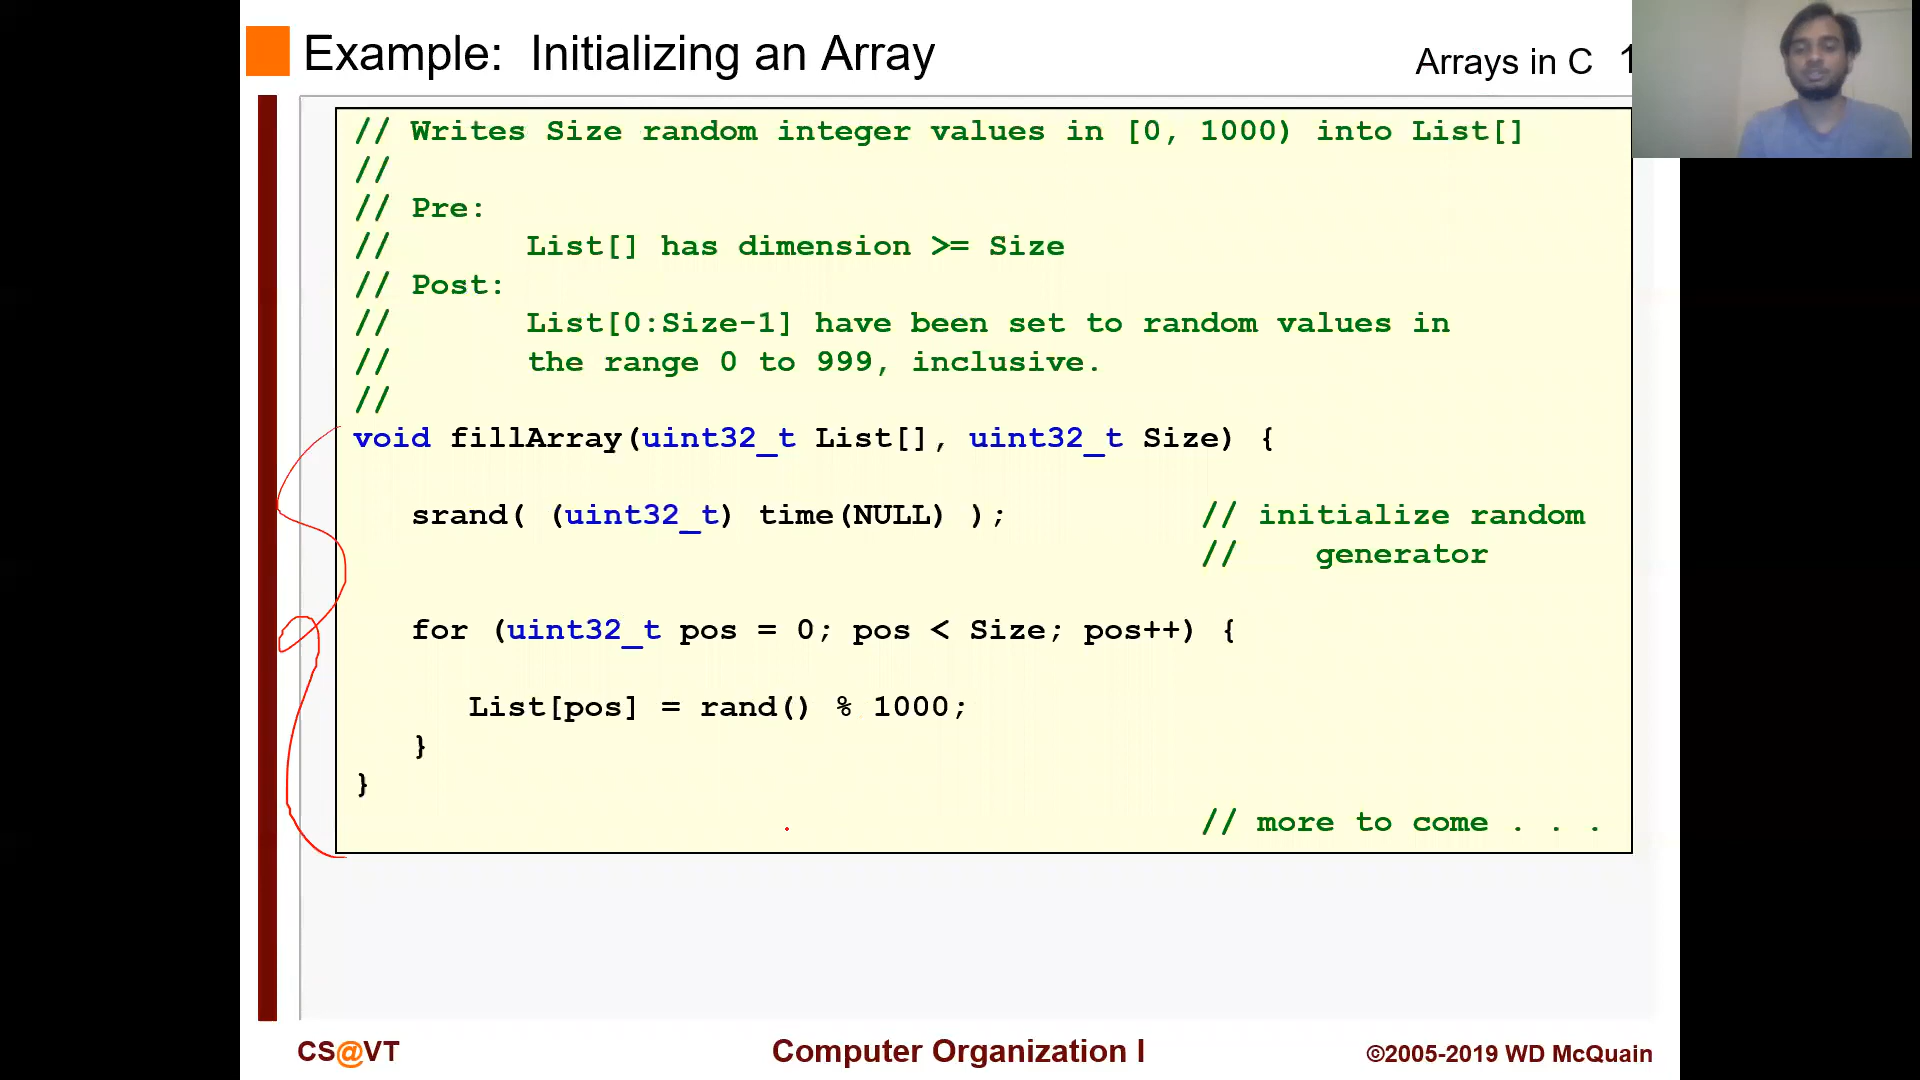 Example: Initializing an Array
Arrays in C 1
// Writes Size random integer values in [0, 1000) into List[]
//
// Pre:
// List[] has dimension >= Size
// Post:
// List[0:Size-1] have been set to random values in
// the range 0 to 999, inclusive.
//
void fillArray(uint32_t List[], uint32_t Size) {
srand( (uint32_t) time(NULL) ); // initialize random
// generator
for (uint32_t pos = 0; pos < Size; pos++) {
List[pos] = rand() % 1000;
}
}
// more to come . . .
CS@VT
Computer Organization I
©2005-2019 WD McQuain